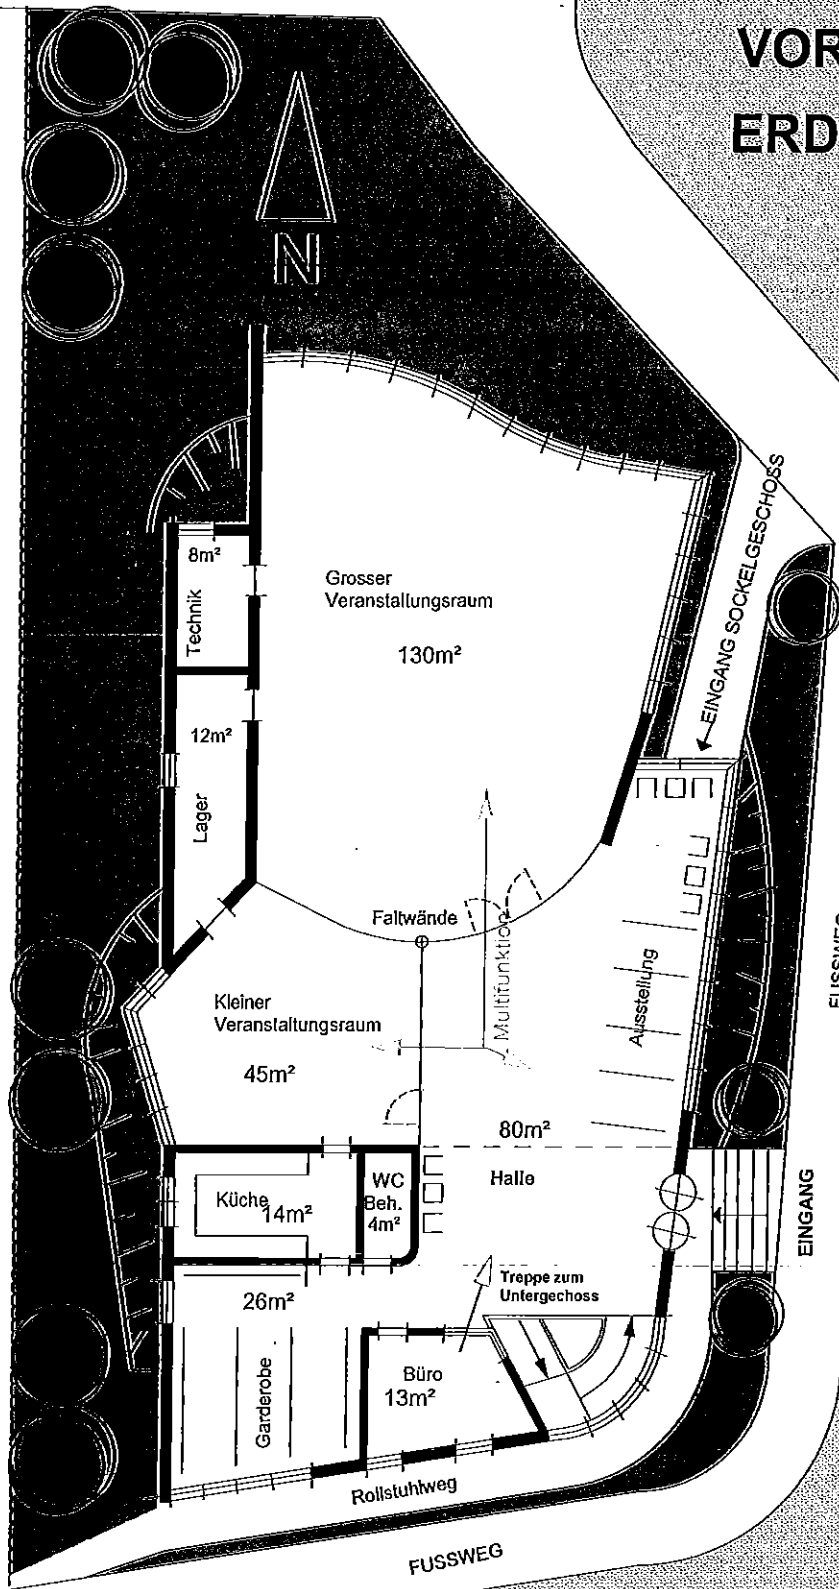 VOR
ERD
N
EINGANG SOCKELGESCHOSS
8m²
Technik
Grosser
Veranstaltungsraum
130m²
12m²
Lager
Faltwände
Multifunktion
Ausstellung
FUSSWEG
Kleiner
Veranstaltungsraum
45m²
80m²
Halle
Küche
14m²
WC
Beh.
4m²
EINGANG
Treppe zum
Untergechoss
26m²
Garderobe
Büro
13m²
Rollstuhlweg
FUSSWEG